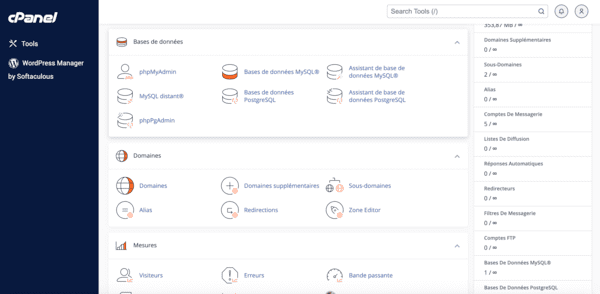 cPanel
Search Tools (/)
Tools
WordPress Manager
by Softaculous
Bases de données
phpMyAdmin
Bases de données MySQL®
Assistant de base de
données MySQL®
MySQL distant®
Bases de données
PostgreSQL
Assistant de base de
données PostgreSQL
phpPgAdmin
Domaines
Domaines
Domaines supplémentaires
Sous-domaines
Alias
Redirections
Zone Editor
Mesures
Visiteurs
Erreurs
Bande passante
353,87 MB / ∞
Domaines Supplémentaires
0 / ∞
Sous-Domaines
2 / ∞
Alias
0 / ∞
Comptes De Messagerie
5 / ∞
Listes De Diffusion
0 / ∞
Réponses Automatiques
0 / ∞
Redirecteurs
0 / ∞
Filtres De Messagerie
0 / ∞
Comptes FTP
0 / ∞
Bases De Données MySQL®
1 / ∞
Bases De Données PostgreSQL